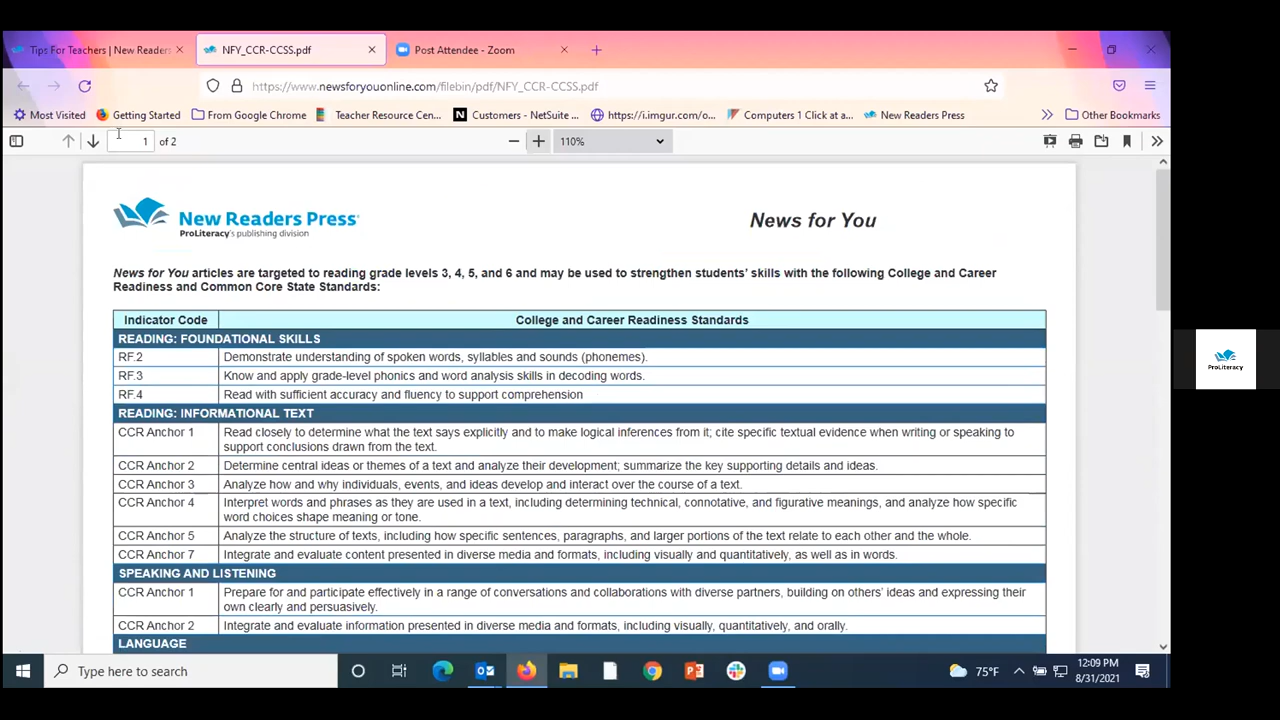 Tips For Teachers | New Readers
NFY_CCR-CCSS.pdf
Post Attendee - Zoom
https://www.newsforyouonline.com/filebin/pdf/NFY_CCR-CCSS.pdf
Most Visited
Getting Started
From Google Chrome
Teacher Resource Cen...
N
Customers - NetSuite ...
https://i.imgur.com/o...
Computers 1 Click at a...
New Readers Press
Other Bookmarks
1 of 2
110%
New Readers Press
ProLiteracy's publishing division
News for You
News for You articles are targeted to reading grade levels 3, 4, 5, and 6 and may be used to strengthen students' skills with the following College and Career
Readiness and Common Core State Standards:
Indicator Code College and Career Readiness Standards
READING: FOUNDATIONAL SKILLS
RF.2 Demonstrate understanding of spoken words, syllables and sounds (phonemes).
RF.3 Know and apply grade-level phonics and word analysis skills in decoding words.
RF.4 Read with sufficient accuracy and fluency to support comprehension
READING: INFORMATIONAL TEXT
CCR Anchor 1 Read closely to determine what the text says explicitly and to make logical inferences from it; cite specific textual evidence when writing or speaking to
support conclusions drawn from the text.
CCR Anchor 2 Determine central ideas or themes of a text and analyze their development; summarize the key supporting details and ideas.
CCR Anchor 3 Analyze how and why individuals, events, and ideas develop and interact over the course of a text.
CCR Anchor 4 Interpret words and phrases as they are used in a text, including determining technical, connotative, and figurative meanings, and analyze how specific
word choices shape meaning or tone.
CCR Anchor 5 Analyze the structure of texts, including how specific sentences, paragraphs, and larger portions of the text relate to each other and the whole.
CCR Anchor 7 Integrate and evaluate content presented in diverse media and formats, including visually and quantitatively, as well as in words.
SPEAKING AND LISTENING
CCR Anchor 1 Prepare for and participate effectively in a range of conversations and collaborations with diverse partners, building on others' ideas and expressing their
own clearly and persuasively.
CCR Anchor 2 Integrate and evaluate information presented in diverse media and formats, including visually, quantitatively, and orally.
LANGUAGE
ProLiteracy
Type here to search
75°F
12:09 PM
8/31/2021